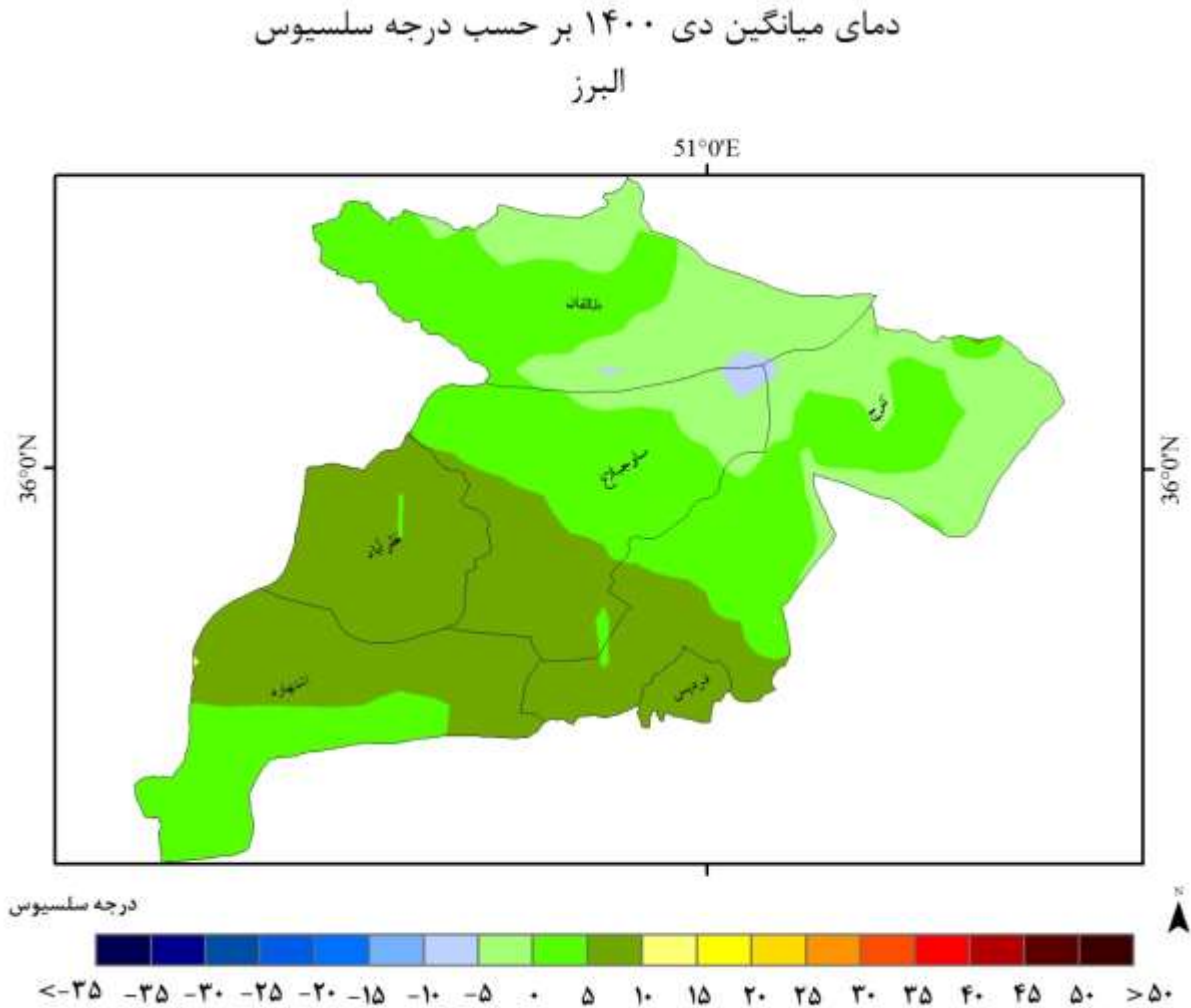 دمای میانگین دی ۱۴۰۰ بر حسب درجه سلسیوس
البرز
51°0'E
36°0'N
36°0'N
طالقان
کرج
ساوجبلاغ
نظرآباد
اشتهارد
فردیس
درجه سلسیوس
N
<-۳۵ -۳۵ -۳۰ -۲۵ -۲۰ -۱۵ -۱۰ -۵ ۰ ۵ ۱۰ ۱۵ ۲۰ ۲۵ ۳۰ ۳۵ ۴۰ ۴۵ ۵۰ >۵۰